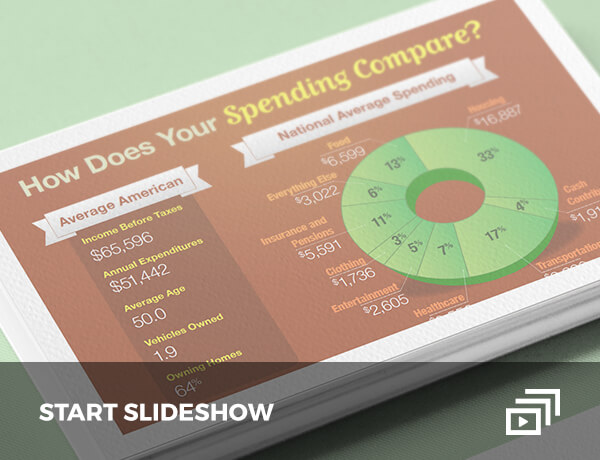 How Does Your Spending Compare?
Average American
Income Before Taxes
$65,596
Annual Expenditures
$51,442
Average Age
50.0
Vehicles Owned
1.9
Owning Homes
64%
National Average Spending
Housing
$16,887
Food
$6,599
Everything Else
$3,022
Insurance and
Pensions
$5,591
Clothing
$1,736
Entertainment
$2,605
Healthcare
Transportation
Cash
33%
13%
6%
11%
3%
5%
7%
17%
4%
START SLIDESHOW